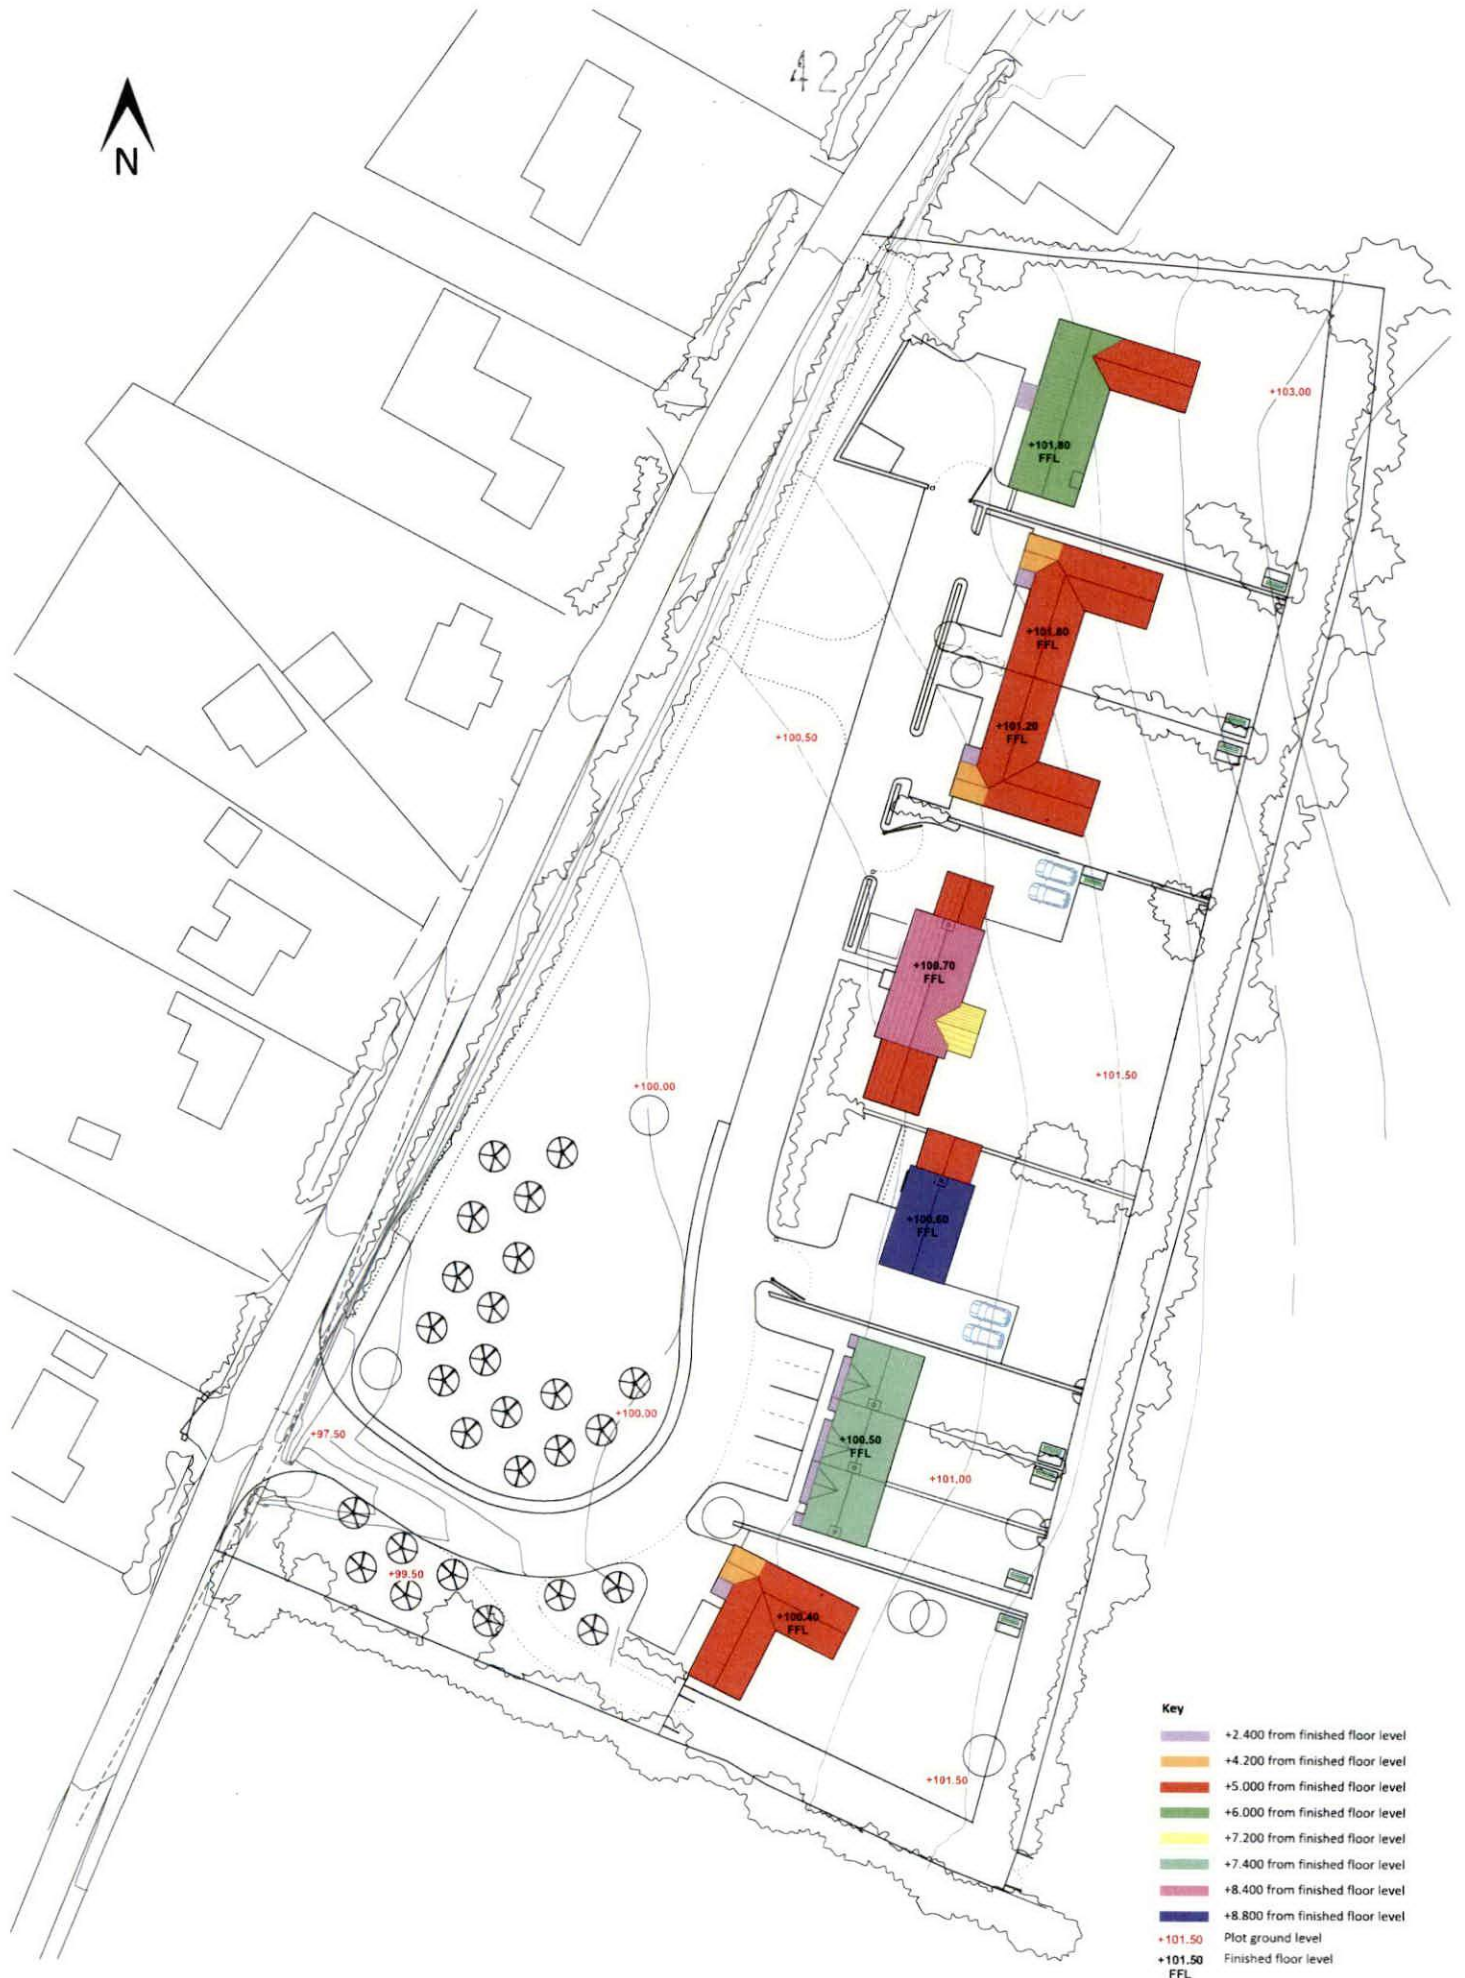 42
N
+103.00
+101.80
FFL
+101.80
FFL
+101.20
FFL
+100.50
+100.70
FFL
+101.50
+100.00
+100.60
FFL
+100.00
+97.50
+100.50
FFL
+101.00
+99.50
+100.40
FFL
+101.50
Key
+2.400 from finished floor level
+4.200 from finished floor level
+5.000 from finished floor level
+6.000 from finished floor level
+7.200 from finished floor level
+7.400 from finished floor level
+8.400 from finished floor level
+8.800 from finished floor level
+101.50 Plot ground level
+101.50 Finished floor level
FFL